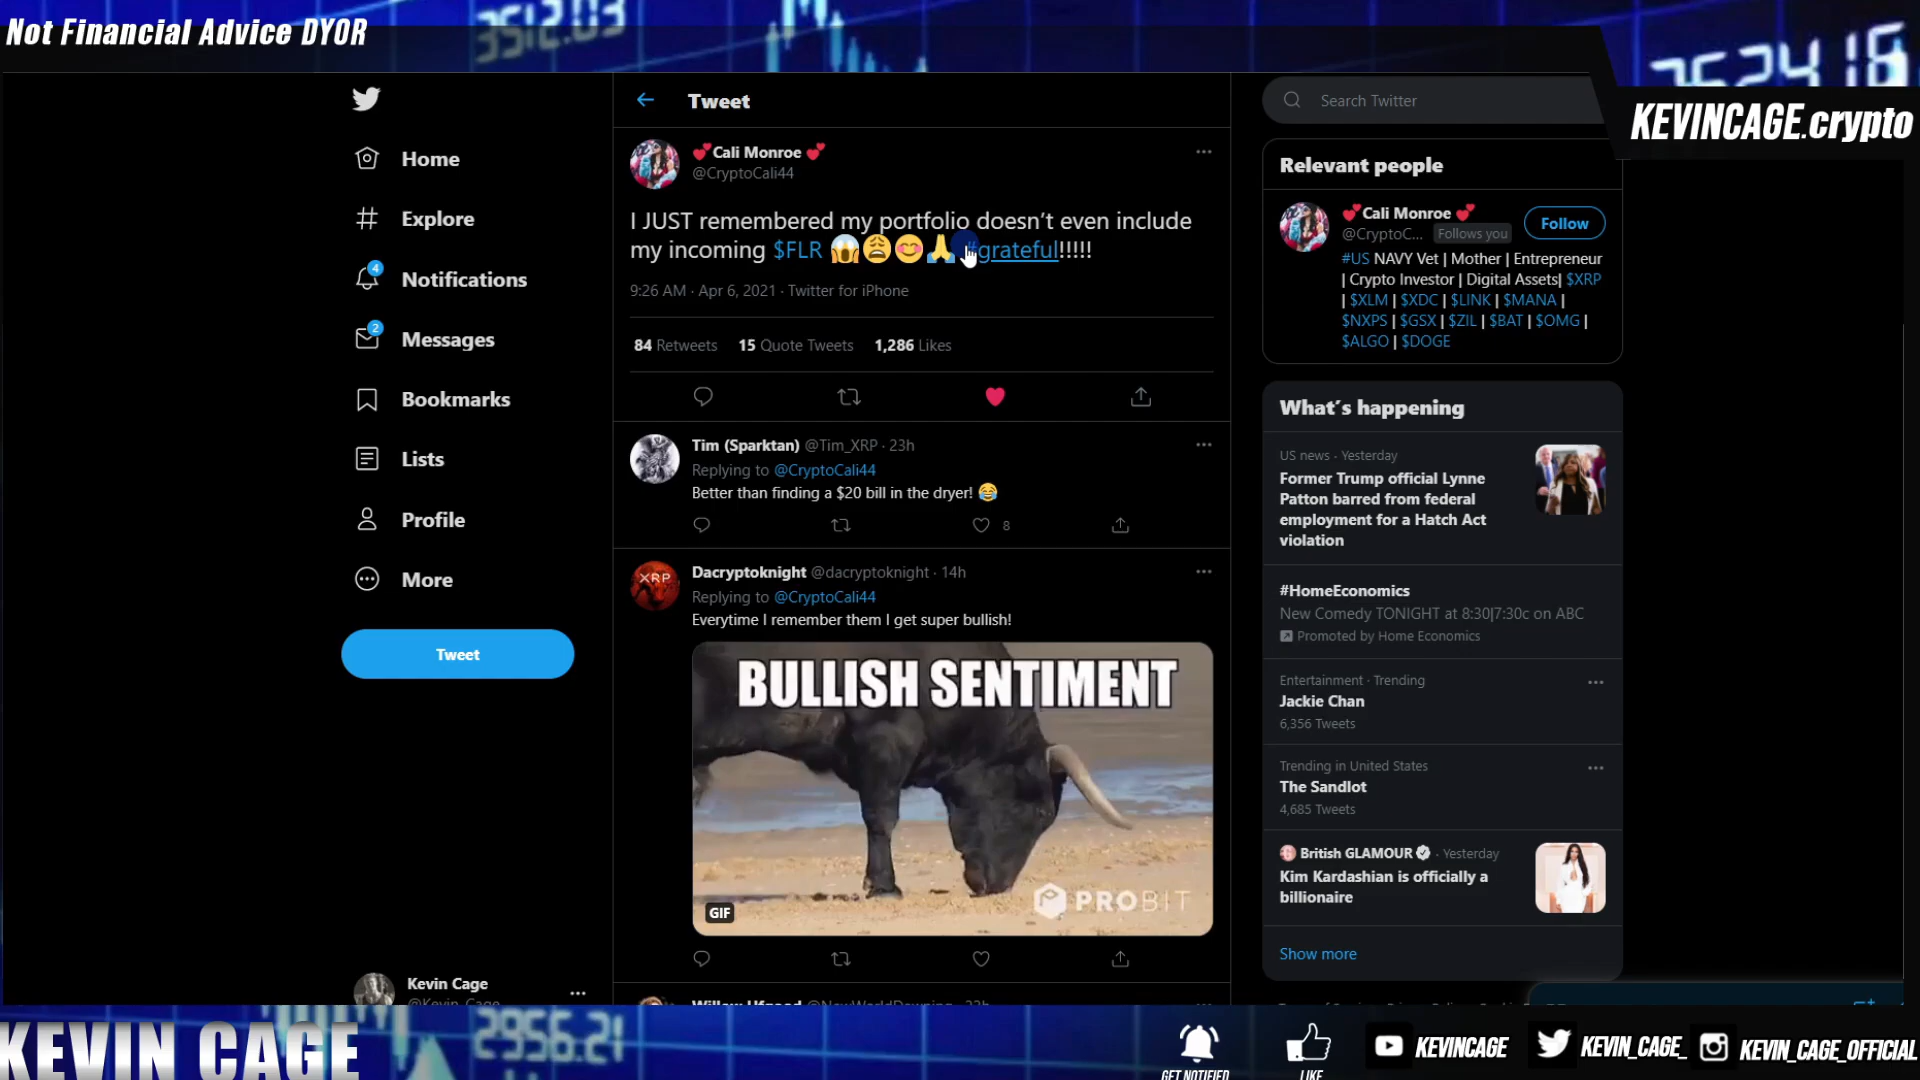 Not Financial Advice DYOR
3512.03
KEVINCAGE.crypto
Home
Explore
4
Notifications
2
Messages
Bookmarks
Lists
Profile
More
Tweet
Kevin Cage
@Kevin_Cage_
Tweet
💕Cali Monroe 💕
@CryptoCali44
I JUST remembered my portfolio doesn't even include
my incoming $FLR 😱😩😊🙏 #grateful!!!!!
9:26 AM · Apr 6, 2021 · Twitter for iPhone
84 Retweets 15 Quote Tweets 1,286 Likes
Tim (Sparktan) @Tim_XRP · 23h
Replying to @CryptoCali44
Better than finding a $20 bill in the dryer! 😂
8
XRP
Dacryptoknight @dacryptoknight · 14h
Replying to @CryptoCali44
Everytime I remember them I get super bullish!
BULLISH SENTIMENT
GIF
PROBIT
Search Twitter
Relevant people
💕Cali Monroe 💕
@CryptoC... Follows you
Follow
#US NAVY Vet | Mother | Entrepreneur
| Crypto Investor | Digital Assets| $XRP
| $XLM | $XDC | $LINK | $MANA |
$NXPS | $GSX | $ZIL | $BAT | $OMG |
$ALGO | $DOGE
What's happening
US news · Yesterday
Former Trump official Lynne
Patton barred from federal
employment for a Hatch Act
violation
#HomeEconomics
New Comedy TONIGHT at 8:30|7:30c on ABC
Promoted by Home Economics
Entertainment · Trending
Jackie Chan
6,356 Tweets
Trending in United States
The Sandlot
4,685 Tweets
British GLAMOUR · Yesterday
Kim Kardashian is officially a
billionaire
Show more
KEVIN CAGE
2956.21
GET NOTIFIED
LIKE
KEVINCAGE
KEVIN_CAGE_
KEVIN_CAGE_OFFICIAL